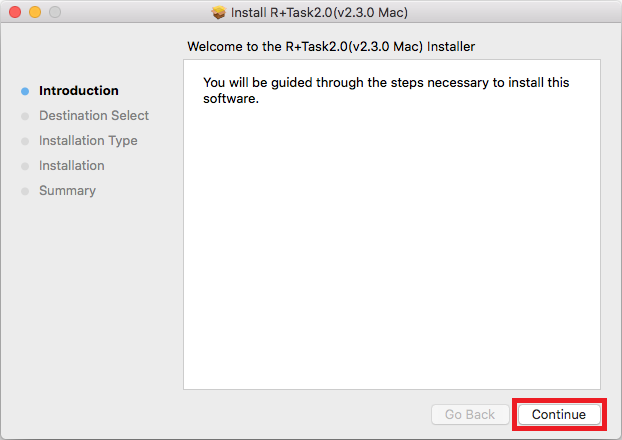 Install R+Task2.0(v2.3.0 Mac)
Welcome to the R+Task2.0(v2.3.0 Mac) Installer
Introduction
Destination Select
Installation Type
Installation
Summary
You will be guided through the steps necessary to install this
software.
Go Back
Continue